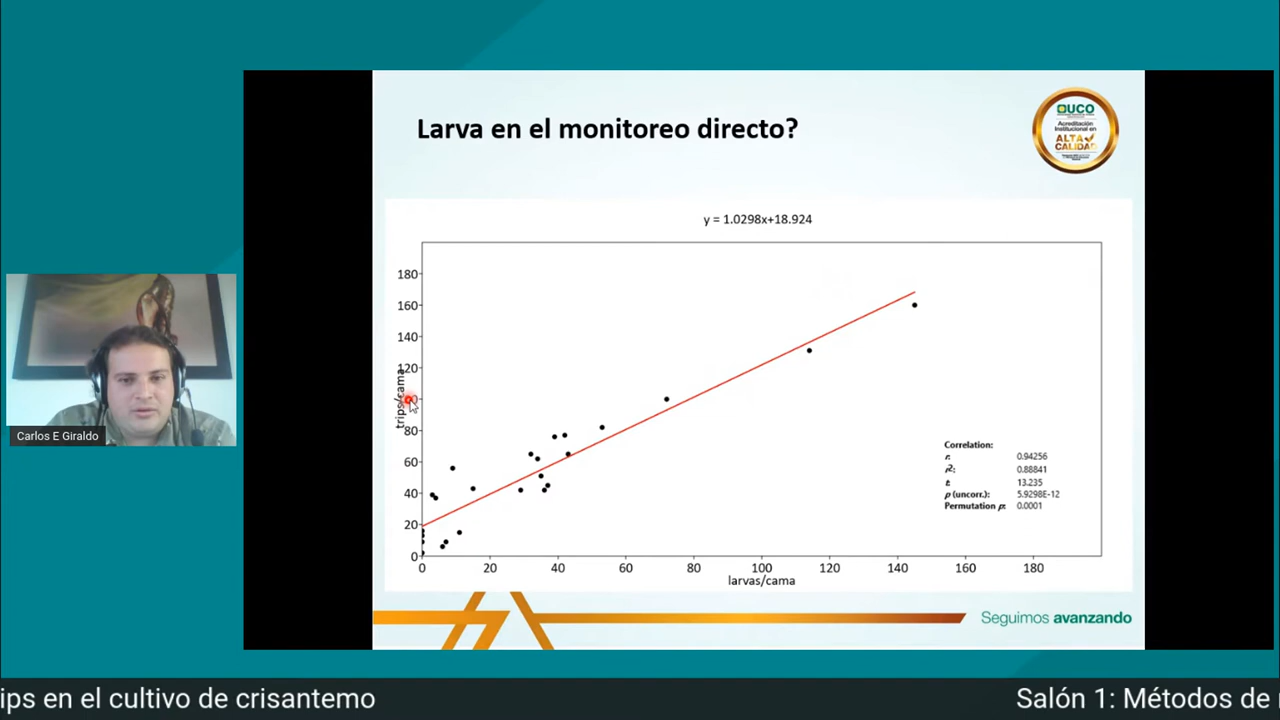 Larva en el monitoreo directo?
UCO
Acreditación
Institucional en
ALTA
CALIDAD
y = 1.0298x+18.924
180
160
140
120
80
60
40
20
0
trips/cama
0 20 40 60 80 100 120 140 160 180
larvas/cama
Correlation:
r: 0.94256
r²: 0.88841
t: 13.235
p (uncorr.): 5.9298E-12
Permutation p: 0.0001
Seguimos avanzando
Carlos E Giraldo
ips en el cultivo de crisantemo
Salón 1: Métodos de